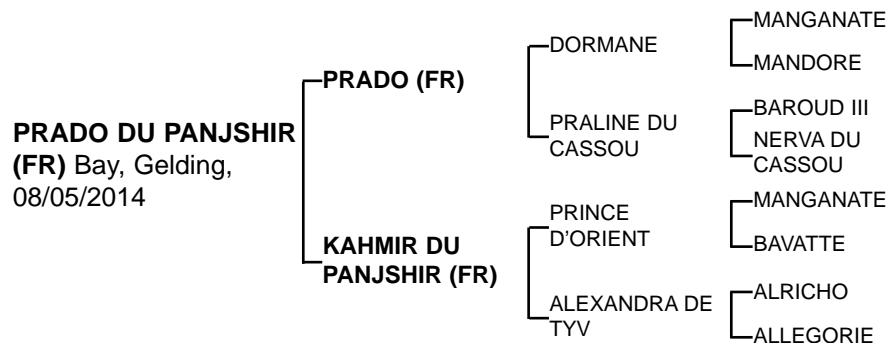 PRADO DU PANJSHIR
(FR) Bay, Gelding,
08/05/2014
PRADO (FR)
KAHMIR DU
PANJSHIR (FR)
DORMANE
PRALINE DU
CASSOU
PRINCE
D'ORIENT
ALEXANDRA DE
TYV
MANGANATE
MANDORE
BAROUD III
NERVA DU
CASSOU
MANGANATE
BAVATTE
ALRICHO
ALLEGORIE